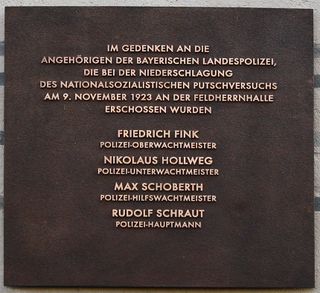 IM GEDENKEN AN DIE
ANGEHÖRIGEN DER BAYERISCHEN LANDESPOLIZEI,
DIE BEI DER NIEDERSCHLAGUNG
DES NATIONALSOZIALISTISCHEN PUTSCHVERSUCHS
AM 9. NOVEMBER 1923 AN DER FELDHERRNHALLE
ERSCHOSSEN WURDEN
FRIEDRICH FINK
POLIZEI-OBERWACHTMEISTER
NIKOLAUS HOLLWEG
POLIZEI-UNTERWACHTMEISTER
MAX SCHOBERTH
POLIZEI-HILFSWACHTMEISTER
RUDOLF SCHRAUT
POLIZEI-HAUPTMANN